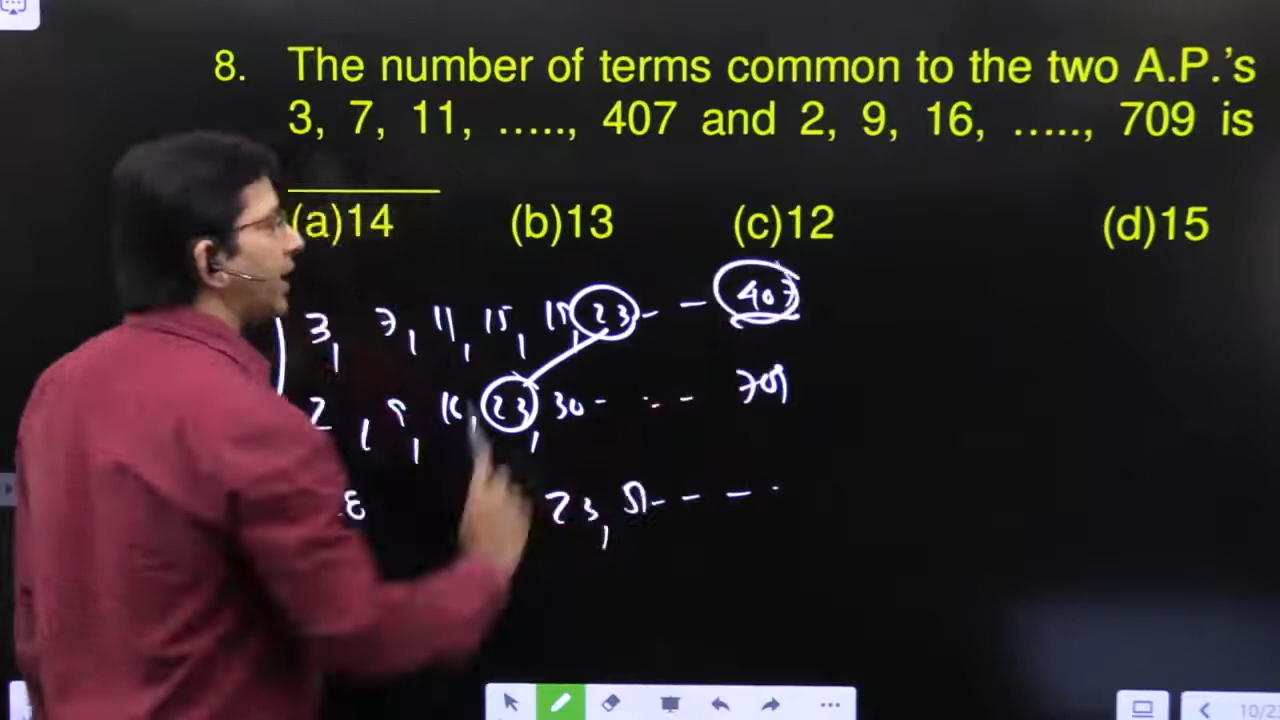 8. The number of terms common to the two A.P.'s
3, 7, 11, ....., 407 and 2, 9, 16, ....., 709 is
(a)14 (b)13 (c)12 (d)15
3, 7, 11, 15, 19, 23 - - 407
2, 9, 16, 23, 30 - - - 709
23, 51 - - - -
10/2